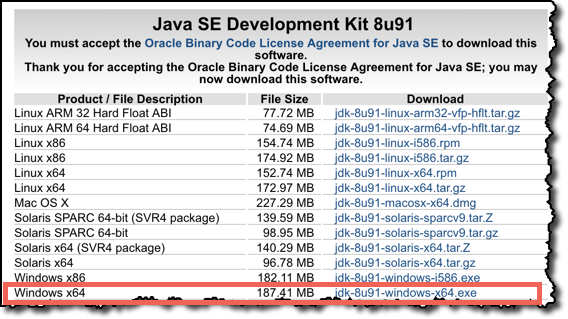 Java SE Development Kit 8u91
You must accept the Oracle Binary Code License Agreement for Java SE to download this
software.
Thank you for accepting the Oracle Binary Code License Agreement for Java SE; you may
now download this software.
Product / File Description File Size Download
Linux ARM 32 Hard Float ABI 77.72 MB jdk-8u91-linux-arm32-vfp-hflt.tar.gz
Linux ARM 64 Hard Float ABI 74.69 MB jdk-8u91-linux-arm64-vfp-hflt.tar.gz
Linux x86 154.74 MB jdk-8u91-linux-i586.rpm
Linux x86 174.92 MB jdk-8u91-linux-i586.tar.gz
Linux x64 152.74 MB jdk-8u91-linux-x64.rpm
Linux x64 172.97 MB jdk-8u91-linux-x64.tar.gz
Mac OS X 227.29 MB jdk-8u91-macosx-x64.dmg
Solaris SPARC 64-bit (SVR4 package) 139.59 MB jdk-8u91-solaris-sparcv9.tar.Z
Solaris SPARC 64-bit 98.95 MB jdk-8u91-solaris-sparcv9.tar.gz
Solaris x64 (SVR4 package) 140.29 MB jdk-8u91-solaris-x64.tar.Z
Solaris x64 96.78 MB jdk-8u91-solaris-x64.tar.gz
Windows x86 182.11 MB jdk-8u91-windows-i586.exe
Windows x64 187.41 MB jdk-8u91-windows-x64.exe